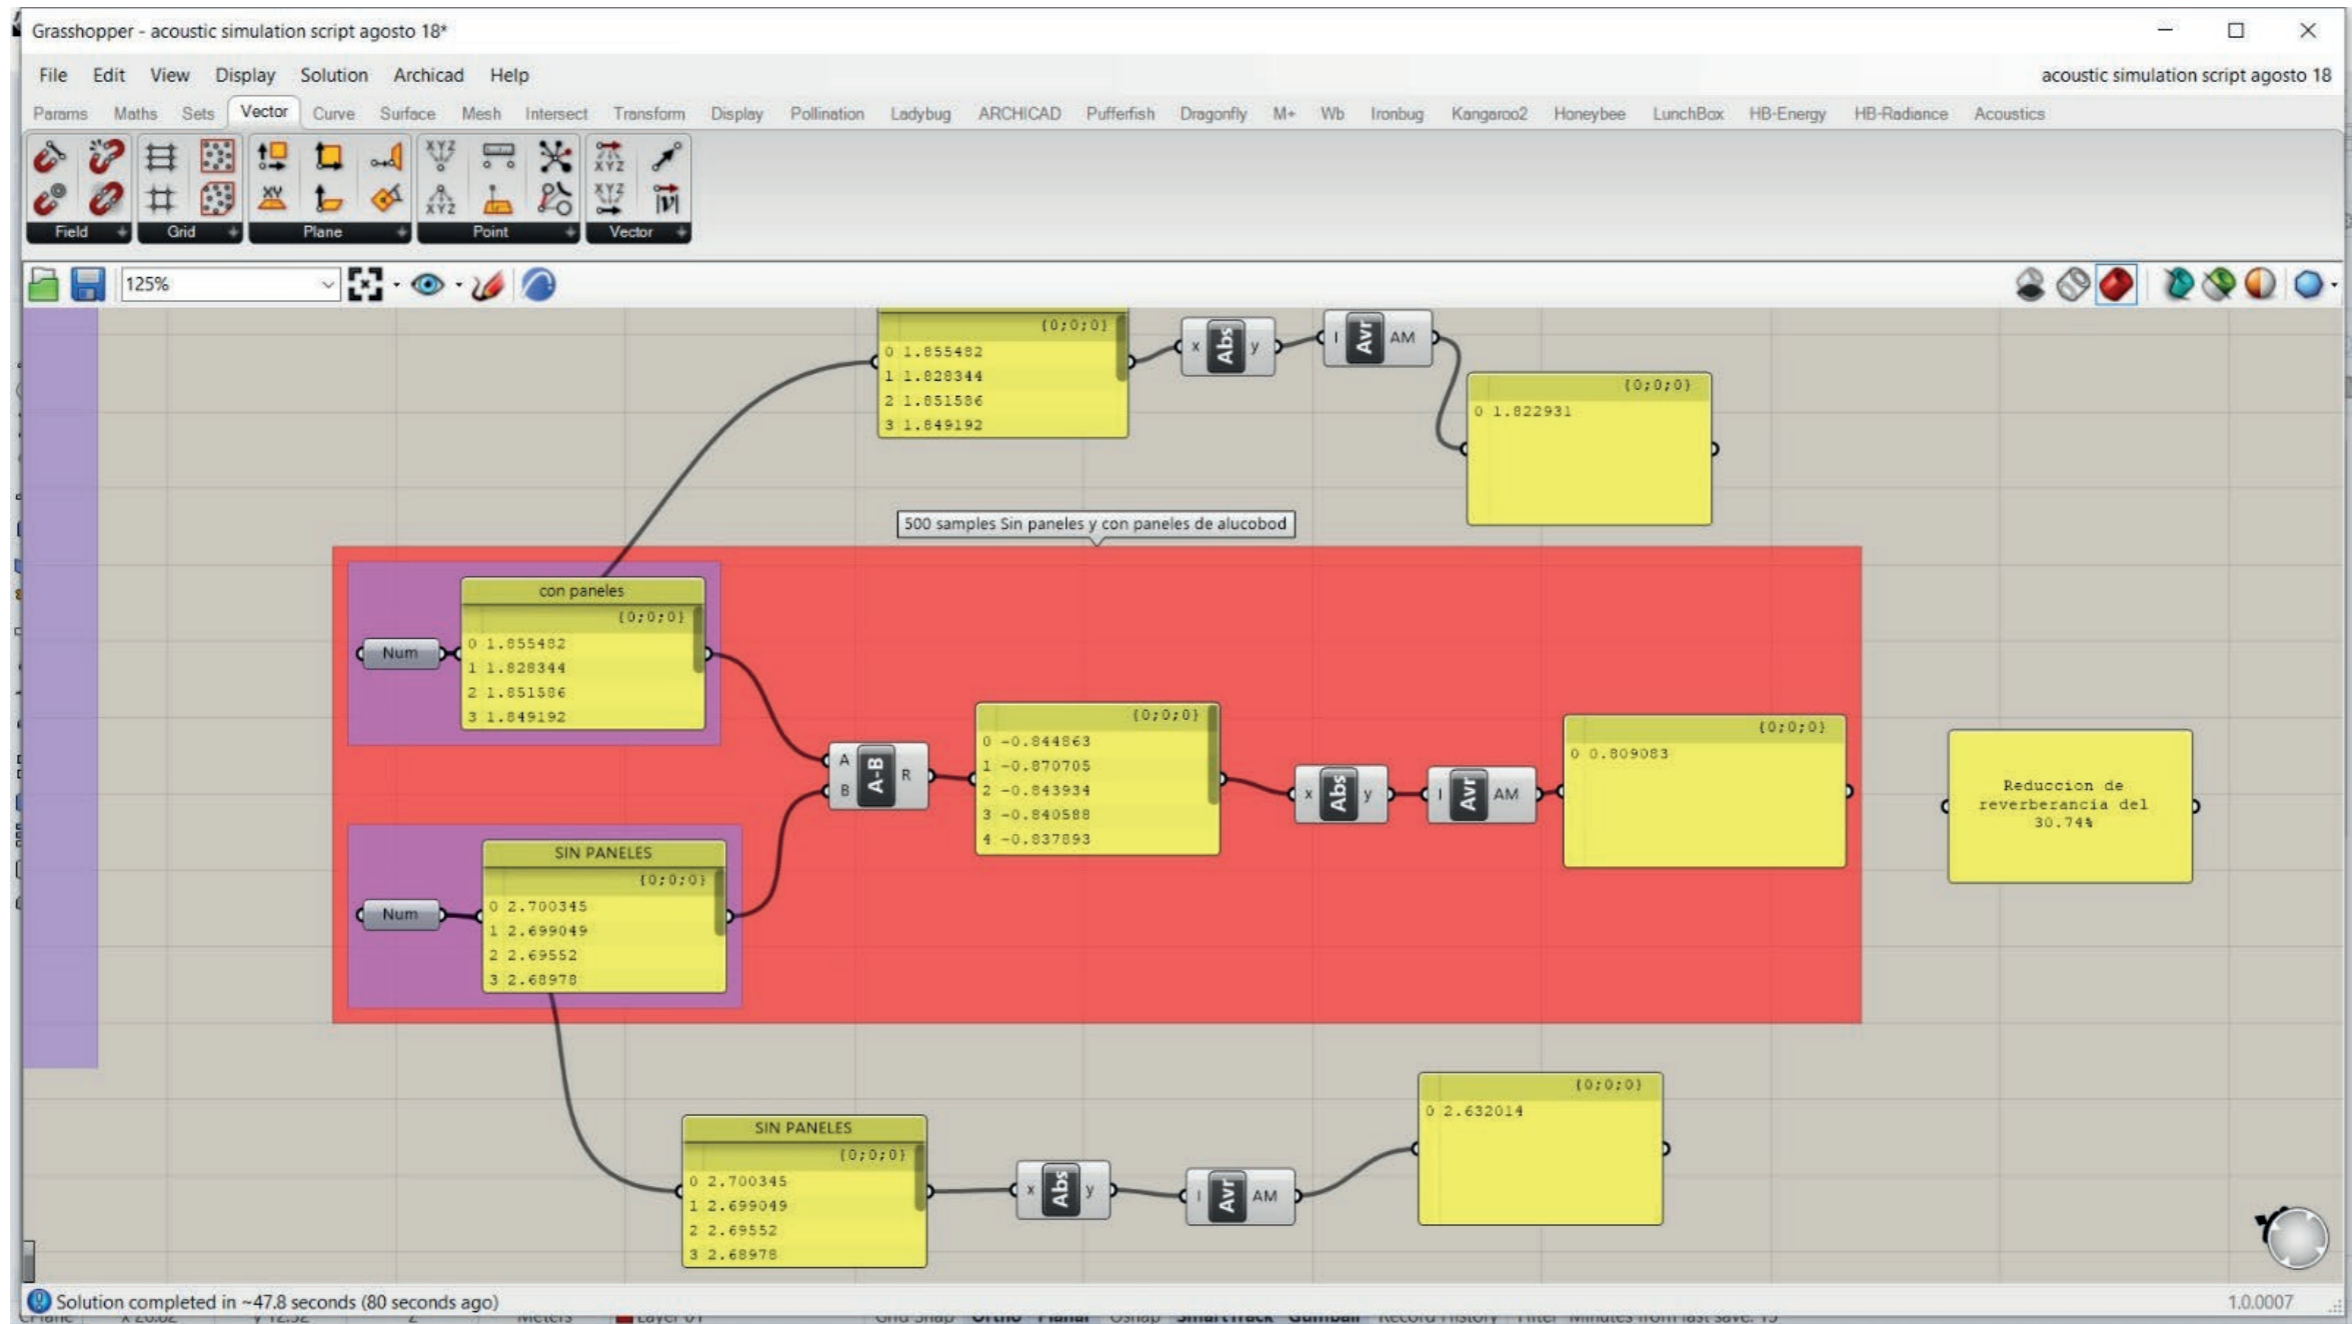 Grasshopper - acoustic simulation script agosto 18*
File Edit View Display Solution Archicad Help
acoustic simulation script agosto 18
Params Maths Sets Vector Curve Surface Mesh Intersect Transform Display Pollination Ladybug ARCHICAD Pufferfish Dragonfly M+ Wb Ironbug Kangaroo2 Honeybee LunchBox HB-Energy HB-Radiance Acoustics
Field Grid Plane Point Vector
125%
{0;0;0}
0 1.855482
1 1.828344
2 1.851586
3 1.849192
x Abs y
I Avr AM
{0;0;0}
0 1.822931
500 samples Sin paneles y con paneles de alucobod
con paneles
{0;0;0}
Num
0 1.855482
1 1.828344
2 1.851586
3 1.849192
A
B
A-B
R
{0;0;0}
0 -0.844863
1 -0.870705
2 -0.843934
3 -0.840588
4 -0.837893
x Abs y
I Avr AM
{0;0;0}
0 0.809083
Reduccion de
reverberancia del
30.74%
SIN PANELES
{0;0;0}
Num
0 2.700345
1 2.699049
2 2.69552
3 2.68978
SIN PANELES
{0;0;0}
0 2.700345
1 2.699049
2 2.69552
3 2.68978
x Abs y
I Avr AM
{0;0;0}
0 2.632014
Solution completed in ~47.8 seconds (80 seconds ago)
1.0.0007